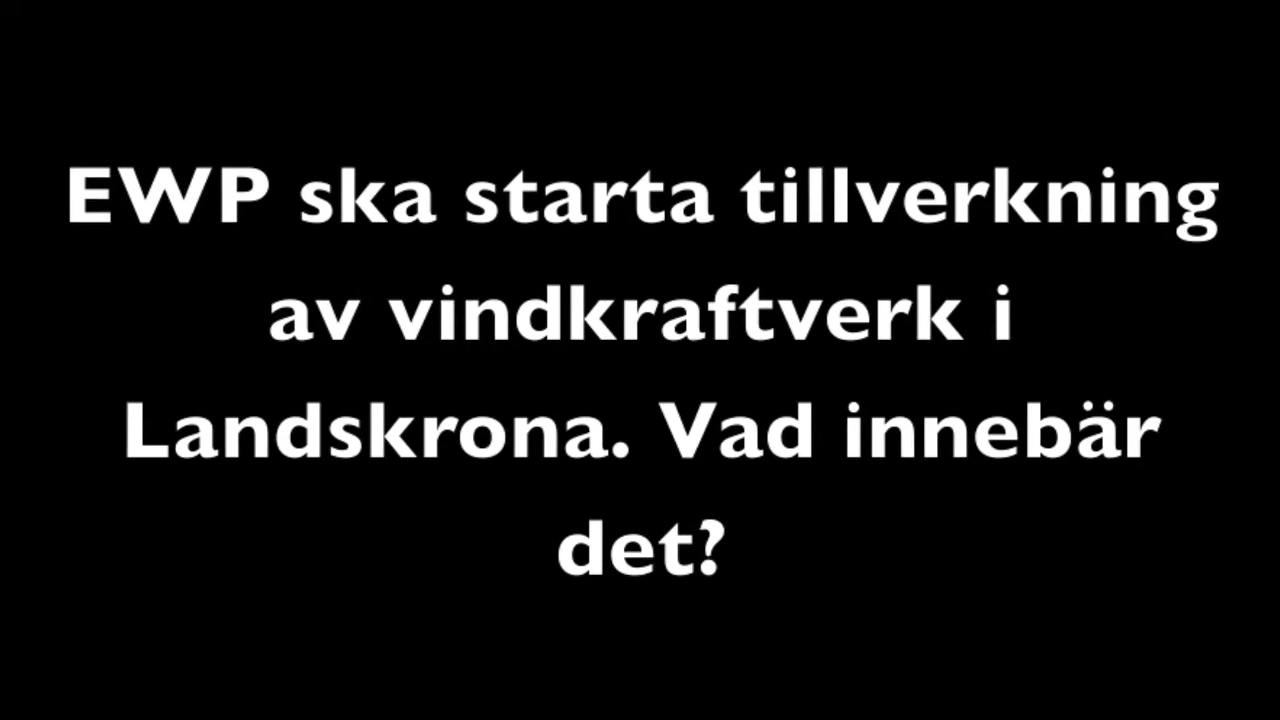 EWP ska starta tillverkning
av vindkraftverk i
Landskrona. Vad innebär
det?